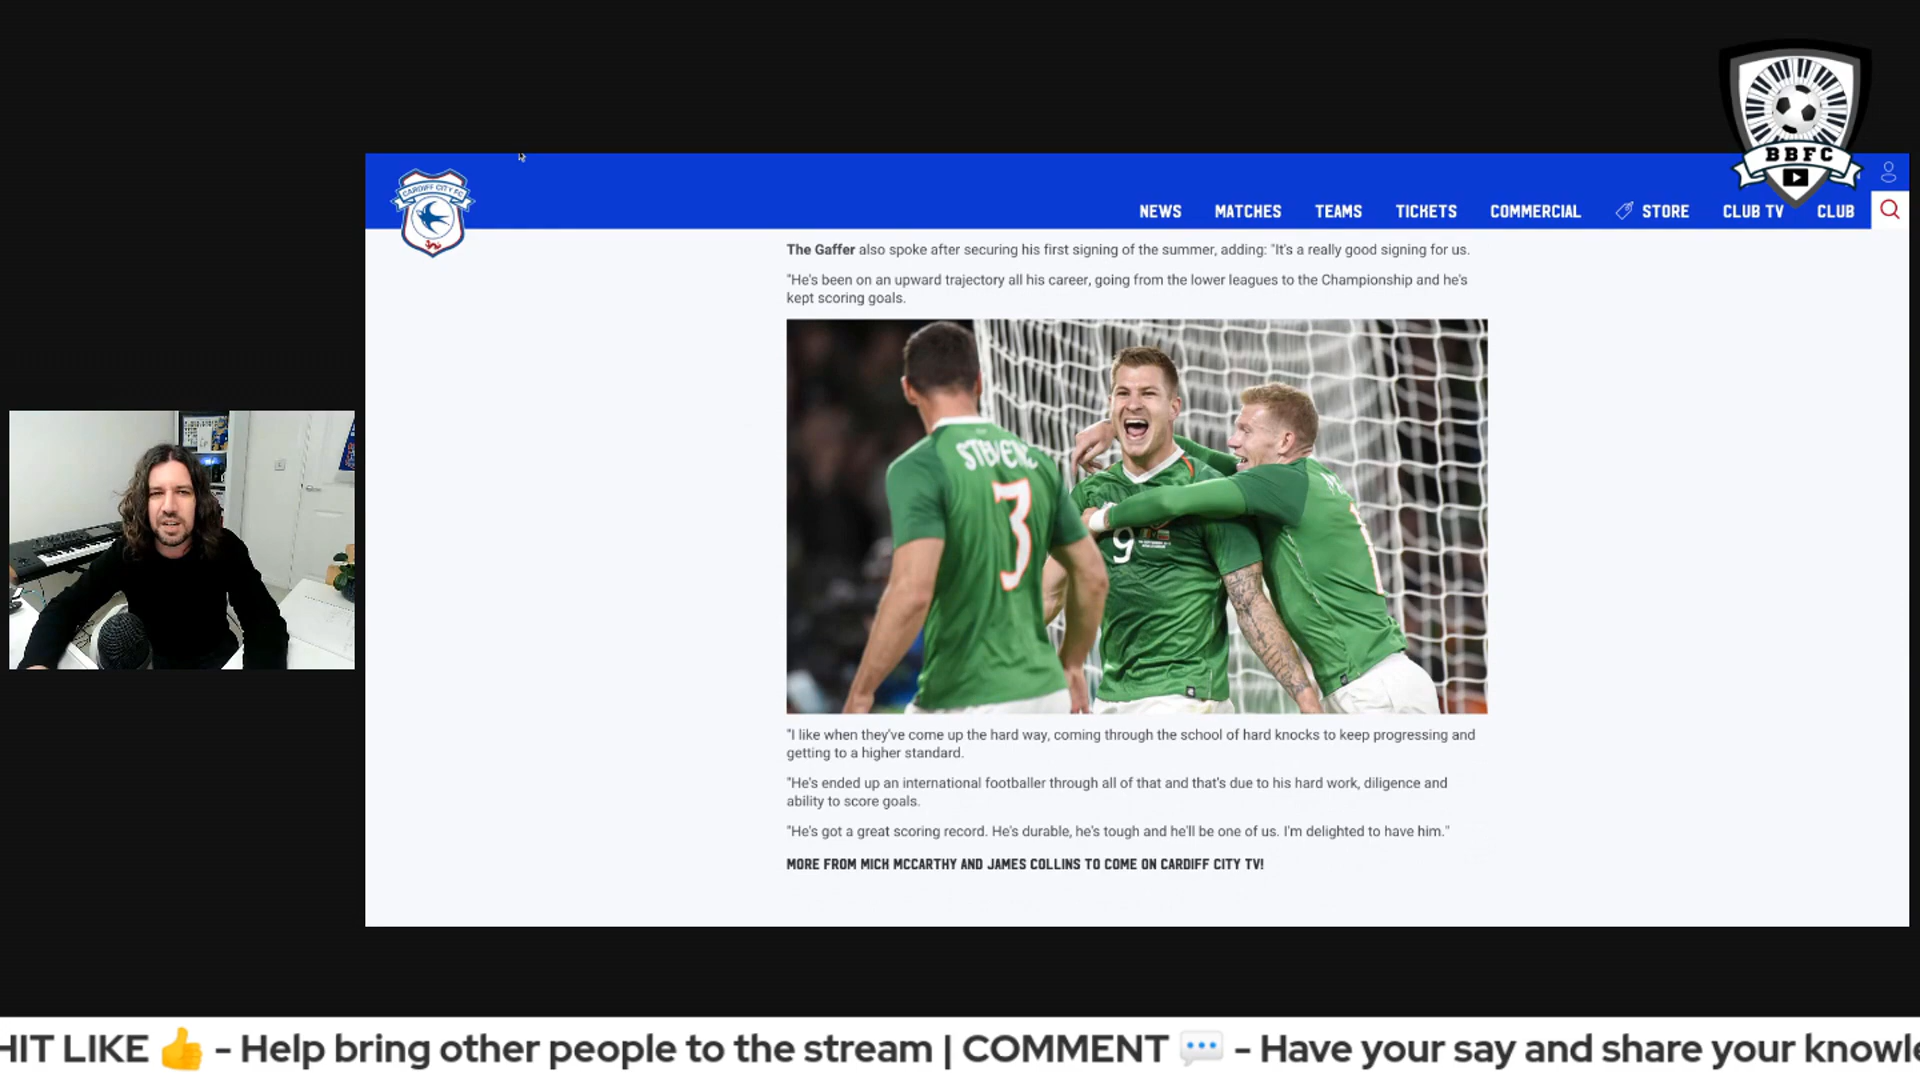 BBFC
CARDIFF CITY FC
NEWS MATCHES TEAMS TICKETS COMMERCIAL STORE CLUB TV CLUB
The Gaffer also spoke after securing his first signing of the summer, adding: "It's a really good signing for us.
"He's been on an upward trajectory all his career, going from the lower leagues to the Championship and he's
kept scoring goals.
3
9
"I like when they've come up the hard way, coming through the school of hard knocks to keep progressing and
getting to a higher standard.
"He's ended up an international footballer through all of that and that's due to his hard work, diligence and
ability to score goals.
"He's got a great scoring record. He's durable, he's tough and he'll be one of us. I'm delighted to have him."
MORE FROM MICK MCCARTHY AND JAMES COLLINS TO COME ON CARDIFF CITY TV!
HIT LIKE 👍 - Help bring other people to the stream | COMMENT 💬 - Have your say and share your knowle